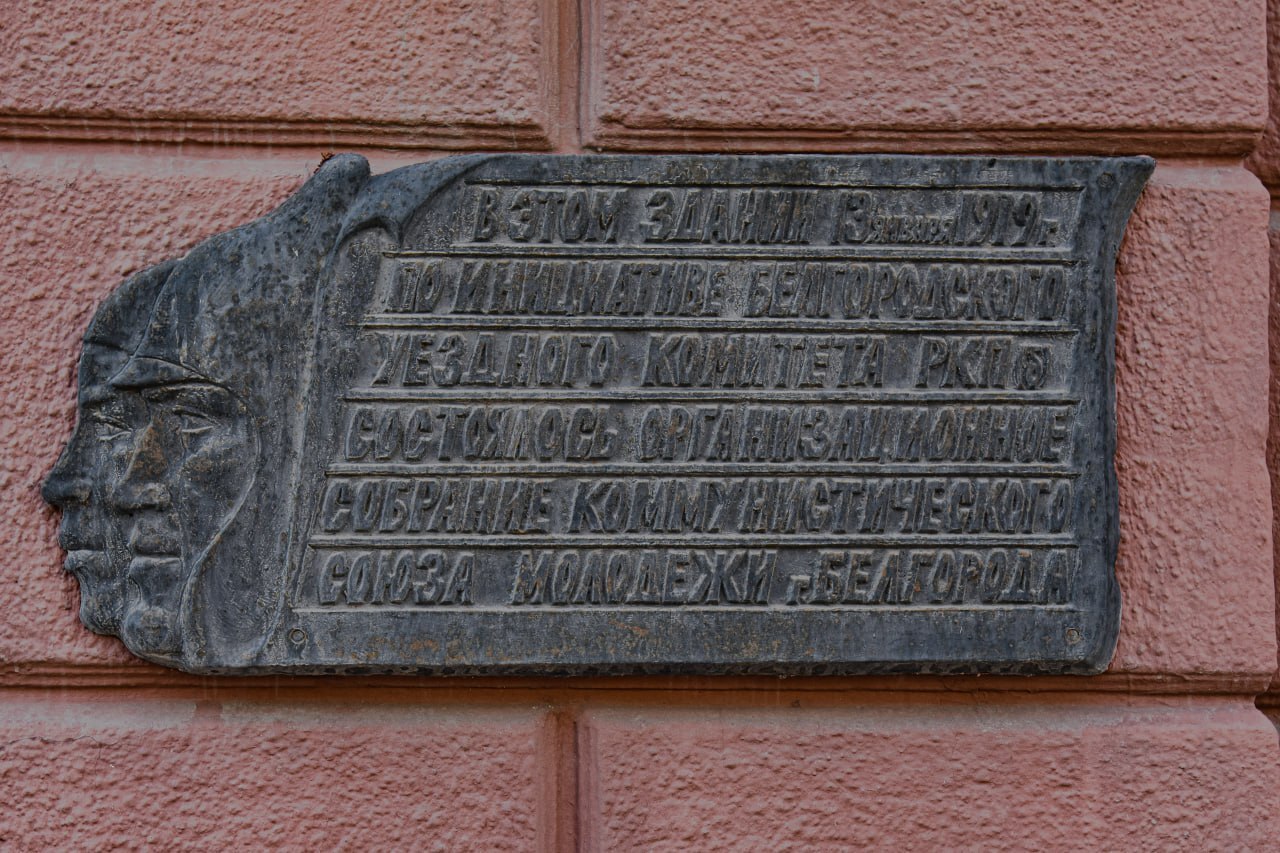 В ЭТОМ ЗДАНИИ 13 ЯНВАРЯ 1919 г.
ПО ИНИЦИАТИВЕ БЕЛГОРОДСКОГО
УЕЗДНОГО КОМИТЕТА РКП б
СОСТОЯЛОСЬ ОРГАНИЗАЦИОННОЕ
СОБРАНИЕ КОММУНИСТИЧЕСКОГО
СОЮЗА МОЛОДЕЖИ г. БЕЛГОРОДА